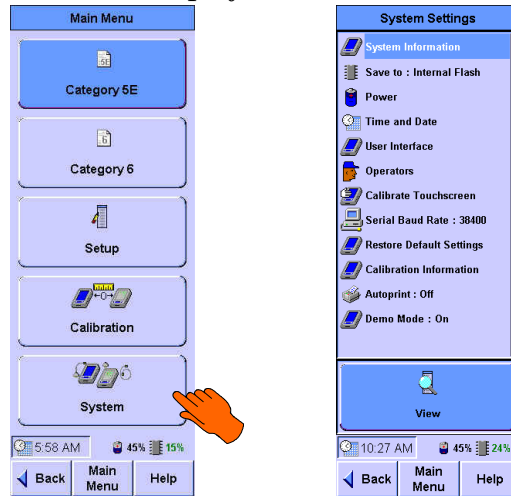 Main Menu
5E
Category 5E
6
Category 6
Setup
Calibration
System
5:58 AM 45% 15%
Back Main Menu Help
System Settings
System Information
Save to : Internal Flash
Power
Time and Date
User Interface
Operators
Calibrate Touchscreen
Serial Baud Rate : 38400
Restore Default Settings
Calibration Information
Autoprint : Off
Demo Mode : On
View
10:27 AM 45% 24%
Back Main Menu Help